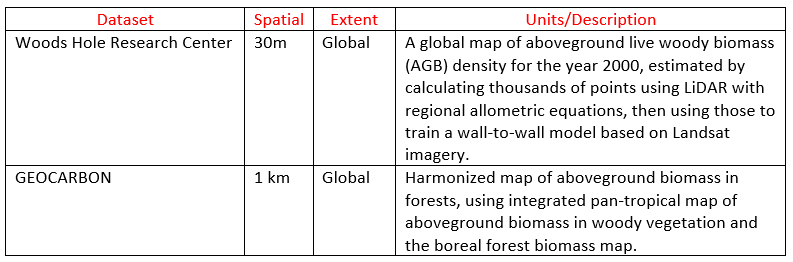 Dataset Spatial Extent Units/Description
Woods Hole Research Center 30m Global A global map of aboveground live woody biomass
(AGB) density for the year 2000, estimated by
calculating thousands of points using LiDAR with
regional allometric equations, then using those to
train a wall-to-wall model based on Landsat
imagery.
GEOCARBON 1 km Global Harmonized map of aboveground biomass in
forests, using integrated pan-tropical map of
aboveground biomass in woody vegetation and
the boreal forest biomass map.